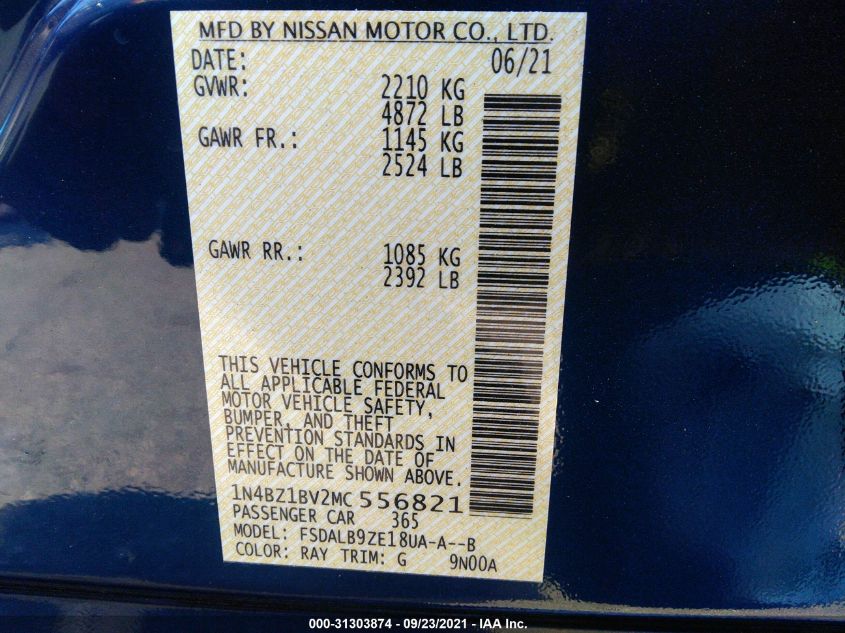 MFD BY NISSAN MOTOR CO., LTD.
DATE: 06/21
GVWR: 2210 KG
4872 LB
GAWR FR.: 1145 KG
2524 LB
GAWR RR.: 1085 KG
2392 LB
THIS VEHICLE CONFORMS TO
ALL APPLICABLE FEDERAL
MOTOR VEHICLE SAFETY,
BUMPER, AND THEFT
PREVENTION STANDARDS IN
EFFECT ON THE DATE OF
MANUFACTURE SHOWN ABOVE.
1N4BZ1BV2MC 556821
PASSENGER CAR 365
MODEL: FSDALB9ZE18UA-A--B
COLOR: RAY TRIM: G 9N00A
000-31303874 - 09/23/2021 - IAA Inc.